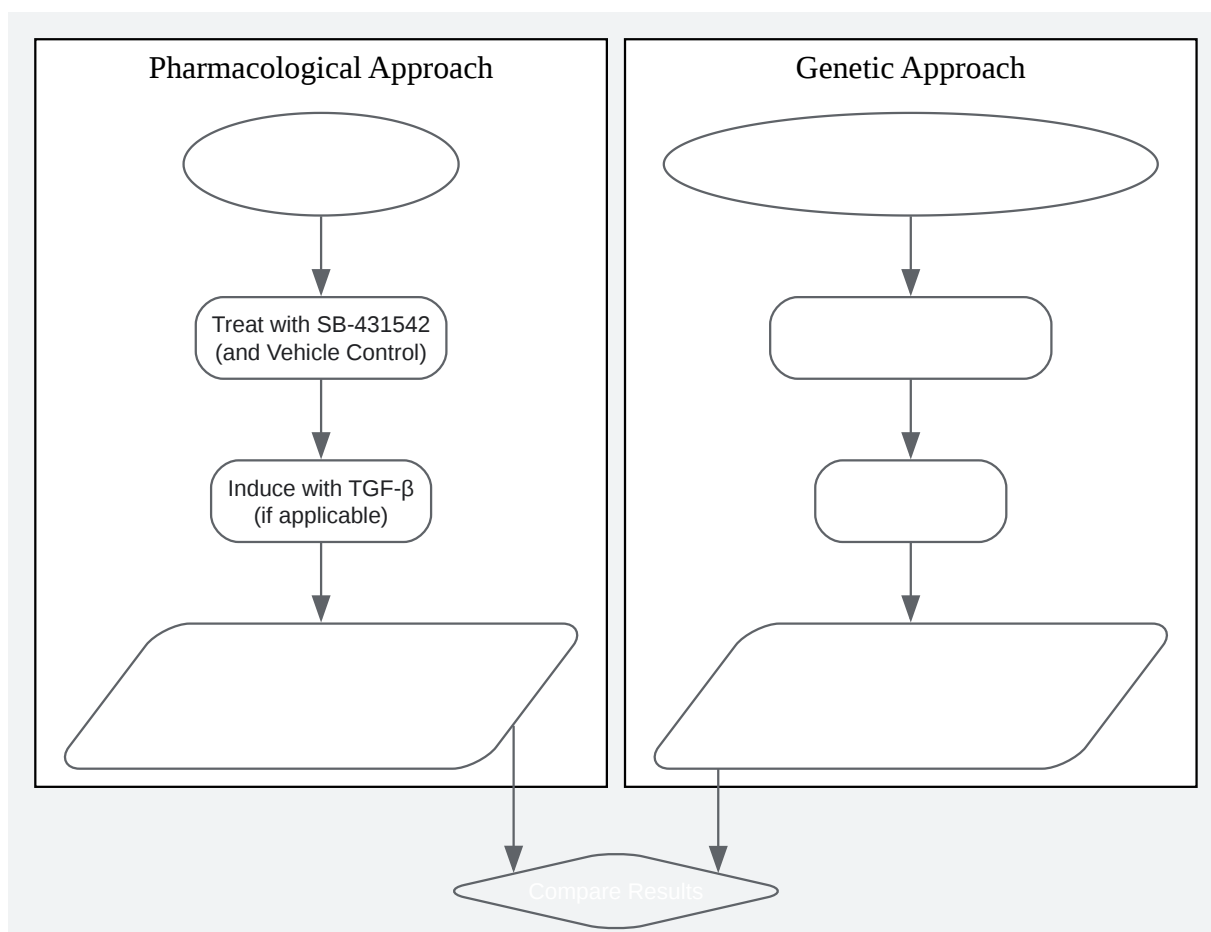 Pharmacological Approach
Treat with SB-431542
(and Vehicle Control)
Induce with TGF-β
(if applicable)
Genetic Approach
Compare Results